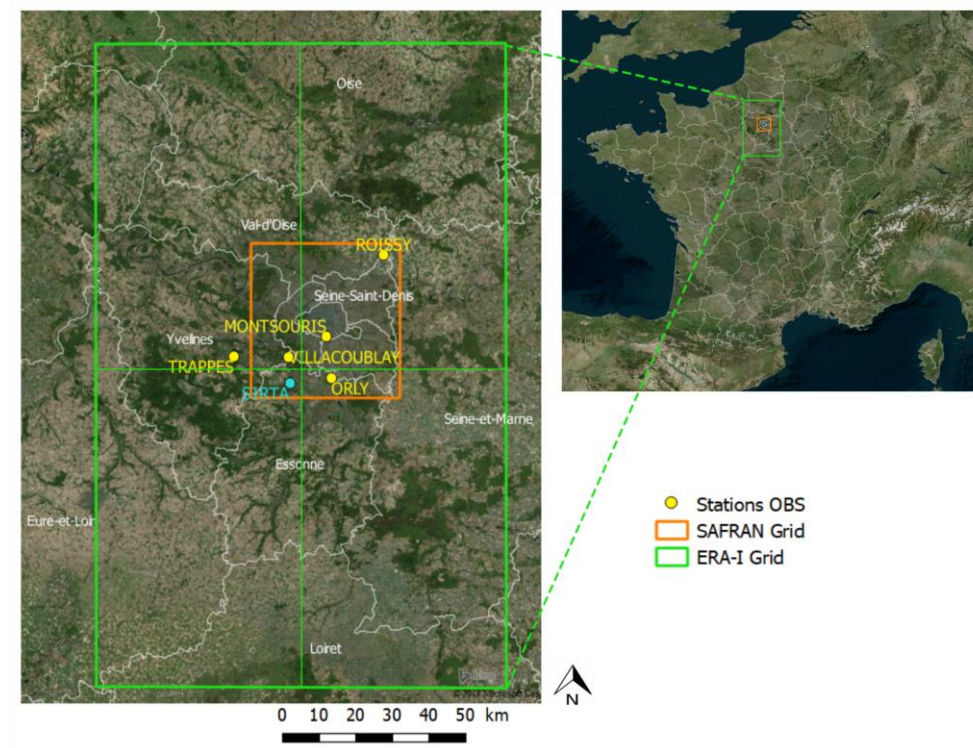 Oise
Val-d'Oise
ROISSY
Seine-Saint-Denis
MONTSOURIS
Yvelines
VILLACOUBLAY
TRAPPES
SIRTA
ORLY
Seine-et-Marne
Essonne
Eure-et-Loir
Loiret
Stations OBS
SAFRAN Grid
ERA-I Grid
N
0 10 20 30 40 50 km